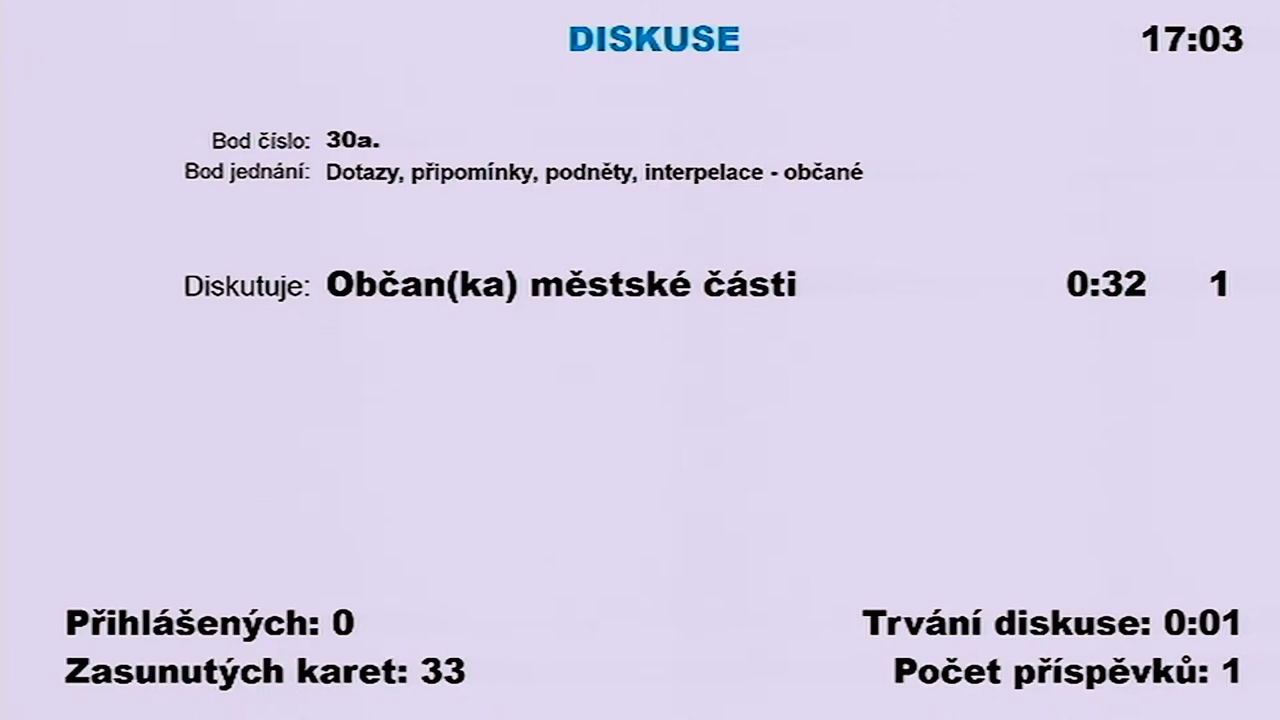 DISKUSE 17:03
Bod číslo: 30a.
Bod jednání: Dotazy, připomínky, podněty, interpelace - občané
Diskutuje: Občan(ka) městské části 0:32 1
Přihlášených: 0 Trvání diskuse: 0:01
Zasunutých karet: 33 Počet příspěvků: 1